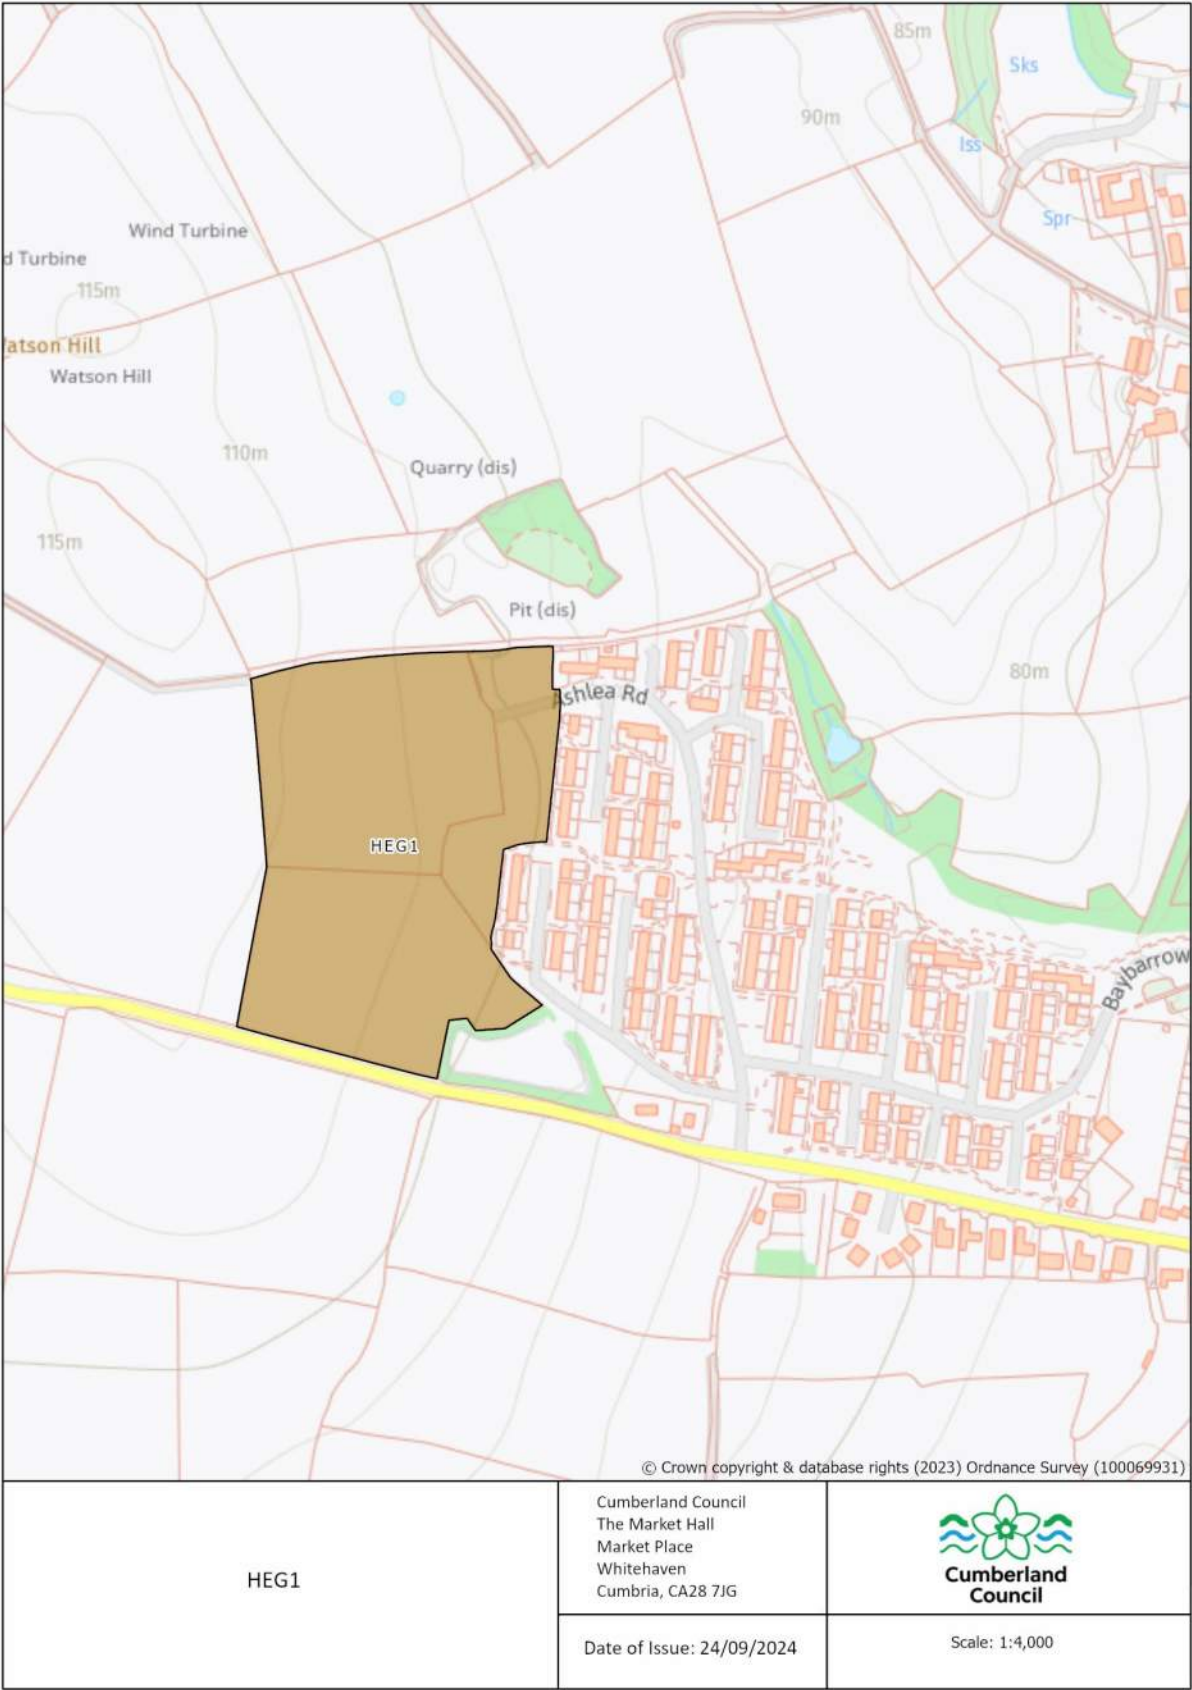 85m
Sks
90m
Iss
Spr
Wind Turbine
d Turbine
115m
atson Hill
Watson Hill
110m
Quarry (dis)
115m
Pit (dis)
80m
Ashlea Rd
HEG1
Baybarrow
© Crown copyright & database rights (2023) Ordnance Survey (100069931)
HEG1
Cumberland Council
The Market Hall
Market Place
Whitehaven
Cumbria, CA28 7JG
Date of Issue: 24/09/2024
Cumberland
Council
Scale: 1:4,000